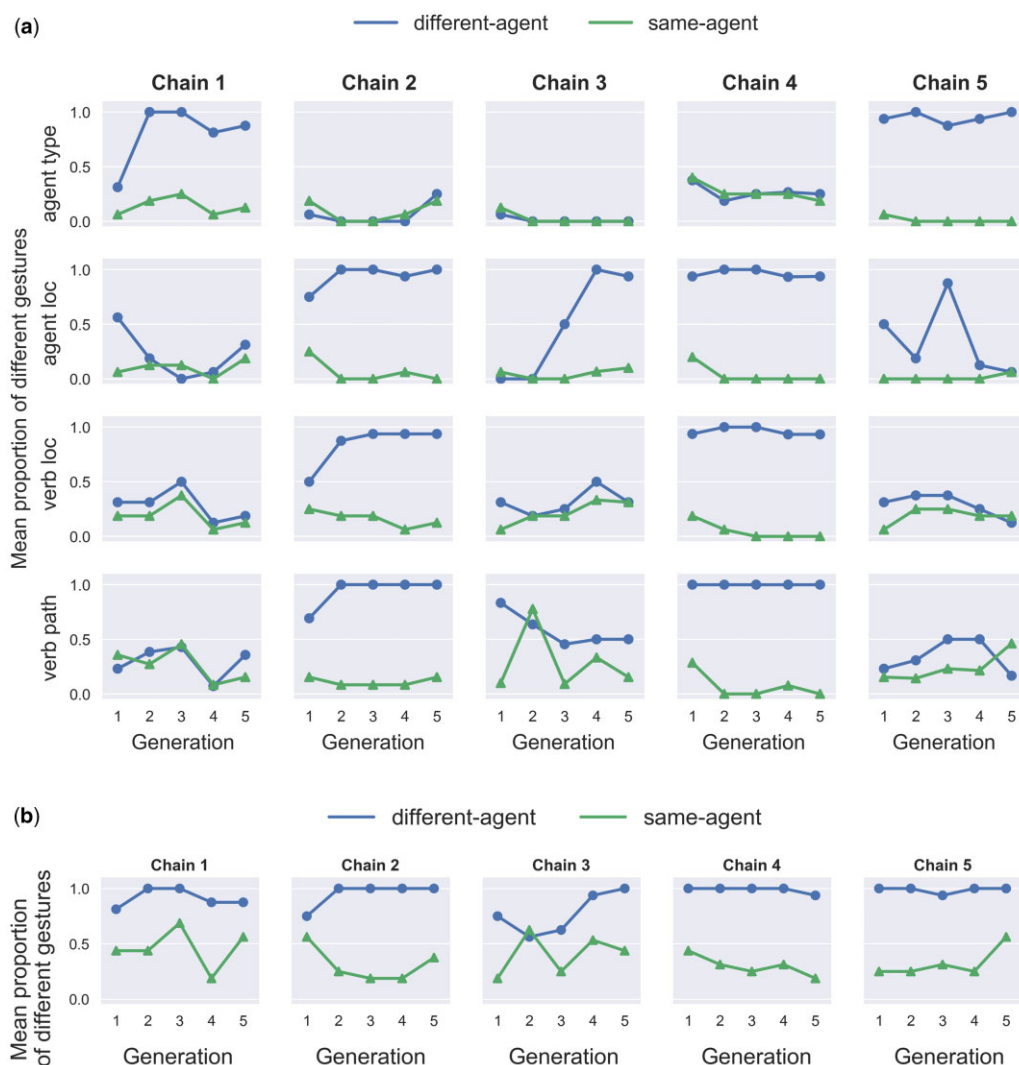 (a)
different-agent same-agent
Chain 1 Chain 2 Chain 3 Chain 4 Chain 5
Mean proportion of different gestures
agent type
1.0
0.5
0.0
agent loc
1.0
0.5
0.0
verb loc
1.0
0.5
0.0
verb path
1.0
0.5
0.0
1 2 3 4 5 1 2 3 4 5 1 2 3 4 5 1 2 3 4 5 1 2 3 4 5
Generation Generation Generation Generation Generation
(b)
different-agent same-agent
Chain 1 Chain 2 Chain 3 Chain 4 Chain 5
Mean proportion
of different gestures
1.0
0.5
0.0
1 2 3 4 5 1 2 3 4 5 1 2 3 4 5 1 2 3 4 5 1 2 3 4 5
Generation Generation Generation Generation Generation